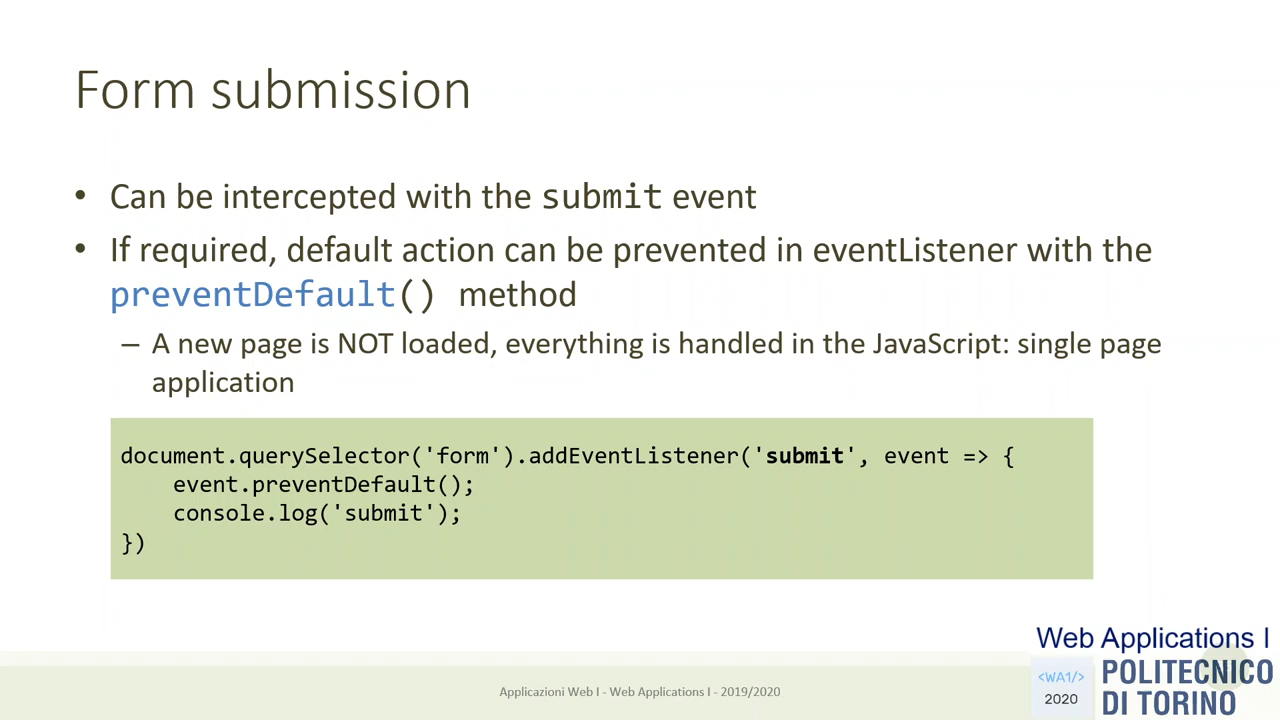 Form submission
• Can be intercepted with the submit event
• If required, default action can be prevented in eventListener with the
preventDefault() method
– A new page is NOT loaded, everything is handled in the JavaScript: single page
application
document.querySelector('form').addEventListener('submit', event => {
    event.preventDefault();
    console.log('submit');
})
Applicazioni Web I - Web Applications I - 2019/2020
Web Applications I
<WA1/>
2020
POLITECNICO
DI TORINO